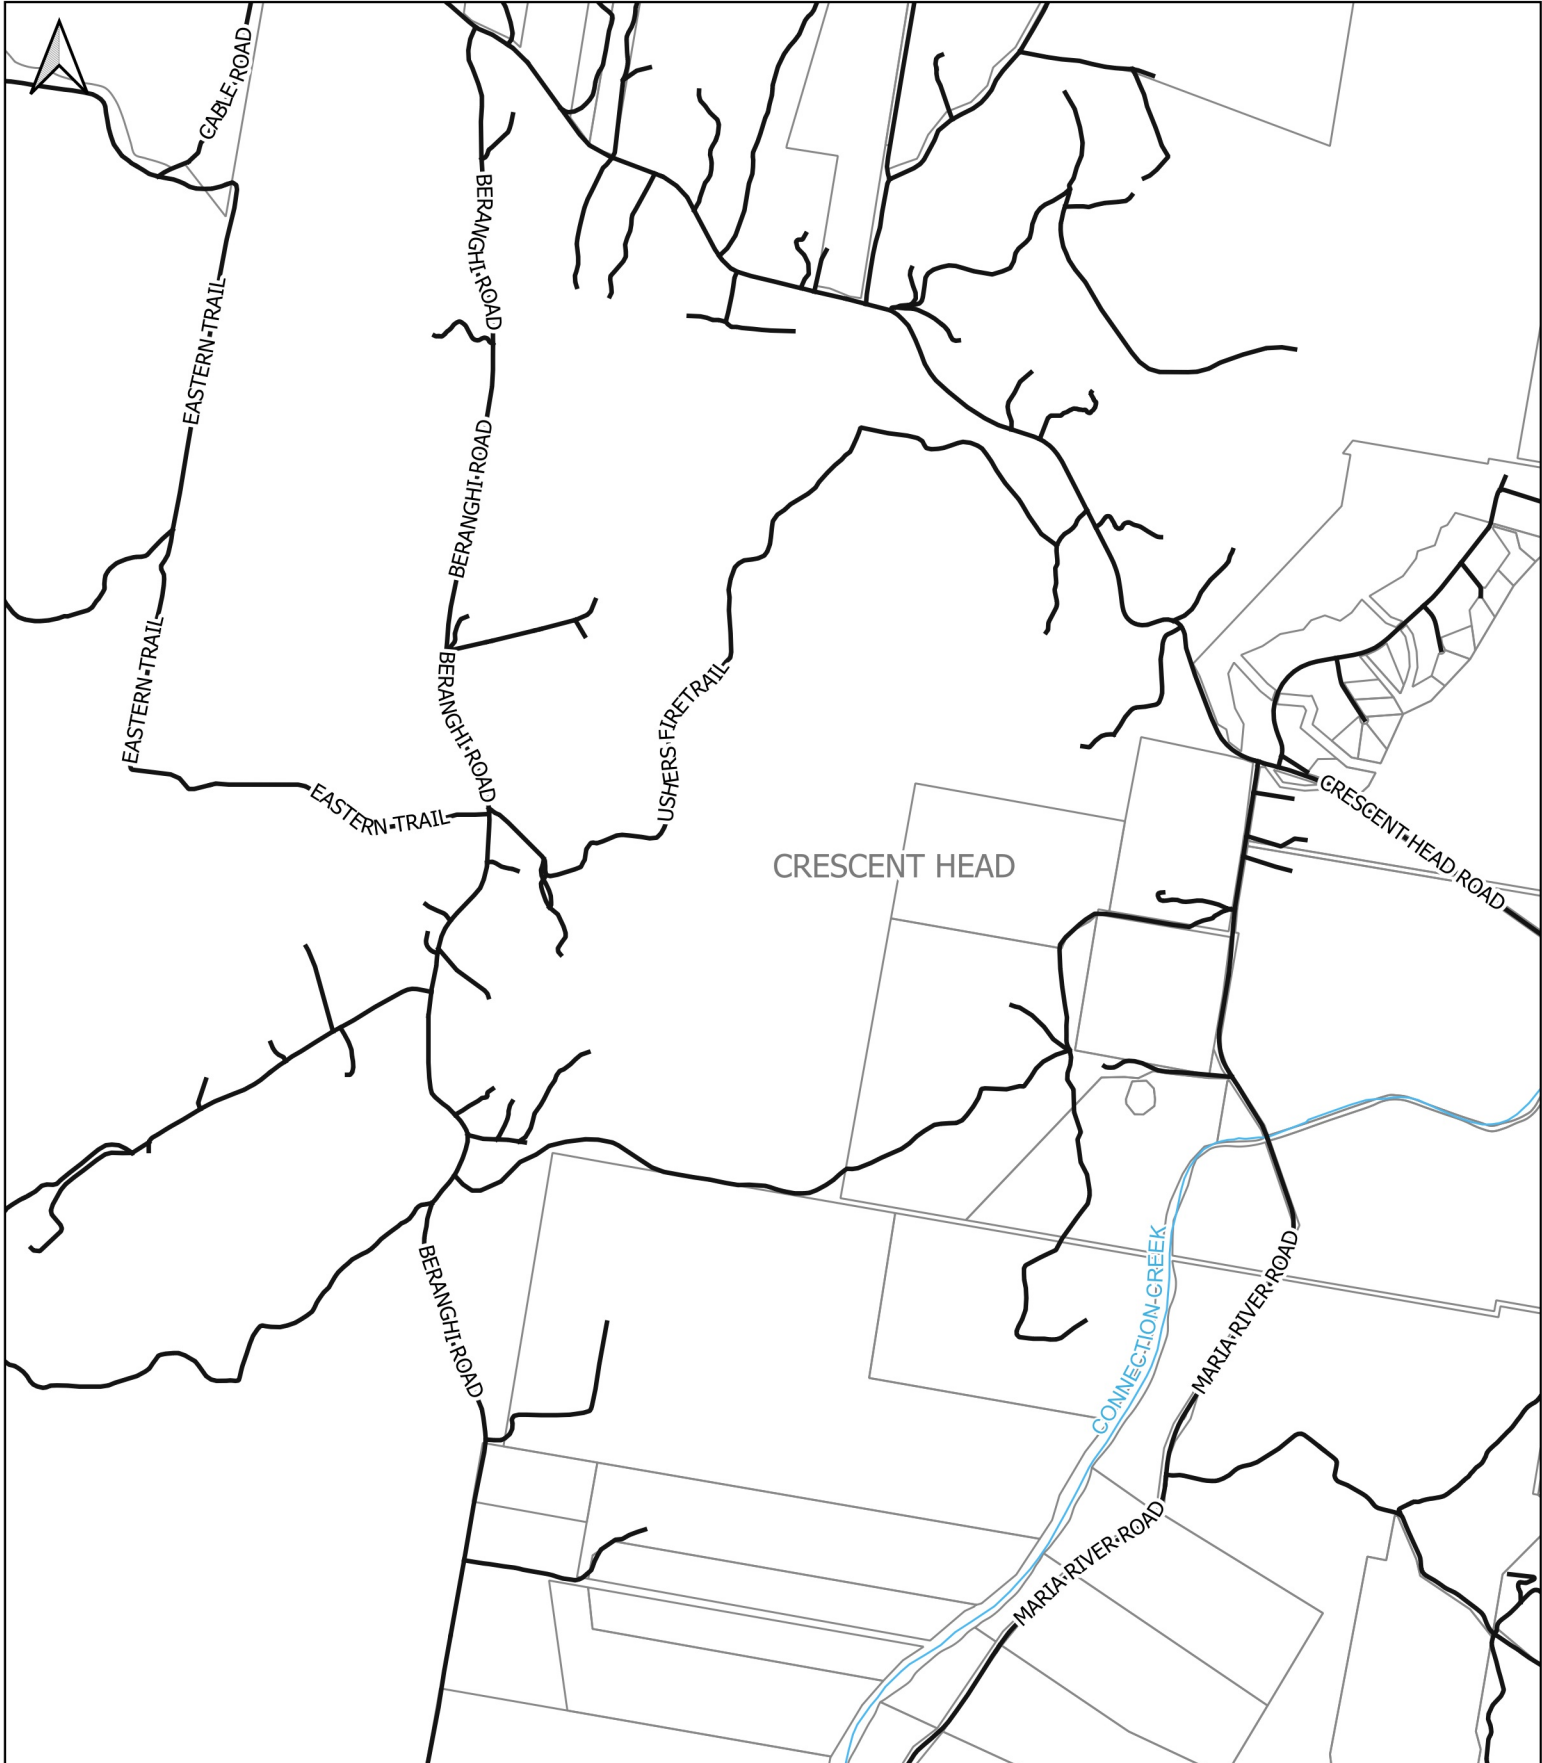 CABLE ROAD
BERANGHI ROAD
EASTERN TRAIL
BERANGHI ROAD
EASTERN TRAIL
BERANGHI ROAD
USHERS FIRETRAIL
EASTERN TRAIL
CRESCENT HEAD
CRESCENT HEAD ROAD
CONNECTION CREEK
MARIA RIVER ROAD
BERANGHI ROAD
MARIA RIVER ROAD